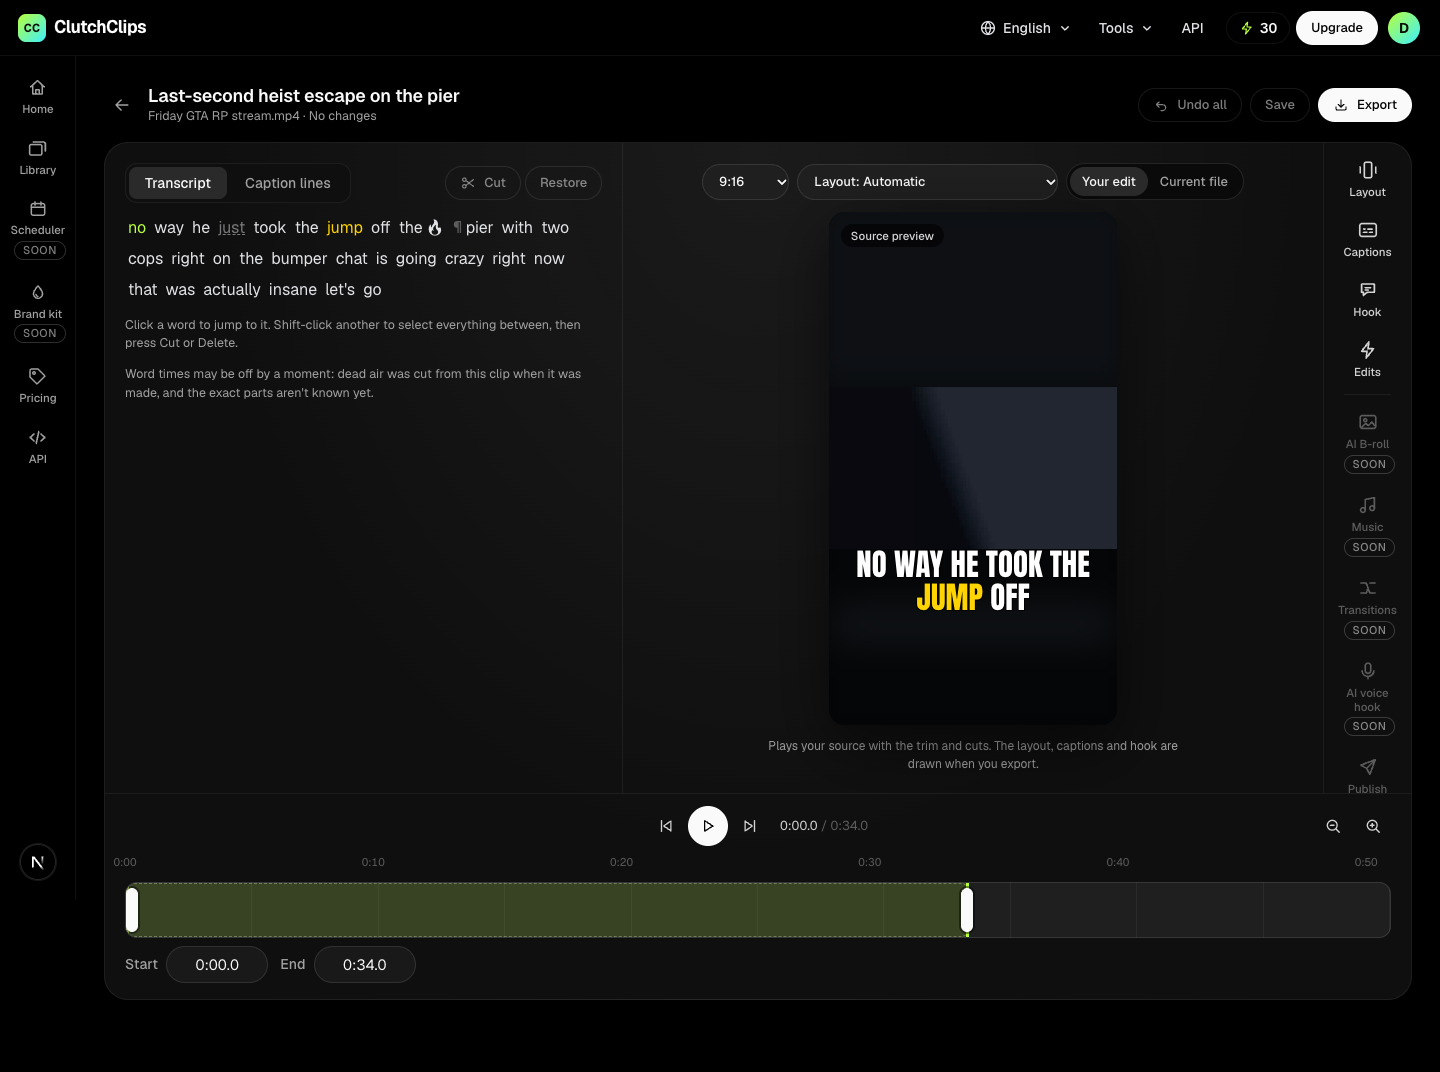 CC ClutchClips
English
Tools
API
30
Upgrade
D
Home
Library
Scheduler
SOON
Brand kit
SOON
Pricing
API
N
Last-second heist escape on the pier
Friday GTA RP stream.mp4 · No changes
Undo all
Save
Export
Transcript
Caption lines
Cut
Restore
no way he just took the jump off the🔥 ¶ pier with two
cops right on the bumper chat is going crazy right now
that was actually insane let's go
Click a word to jump to it. Shift-click another to select everything between, then
press Cut or Delete.
Word times may be off by a moment: dead air was cut from this clip when it was
made, and the exact parts aren't known yet.
9:16
Layout: Automatic
Your edit
Current file
Source preview
NO WAY HE TOOK THE
JUMP OFF
Plays your source with the trim and cuts. The layout, captions and hook are
drawn when you export.
Layout
Captions
Hook
Edits
AI B-roll
SOON
Music
SOON
Transitions
SOON
AI voice
hook
SOON
Publish
0:00.0 / 0:34.0
0:00
0:10
0:20
0:30
0:40
0:50
Start 0:00.0 End 0:34.0